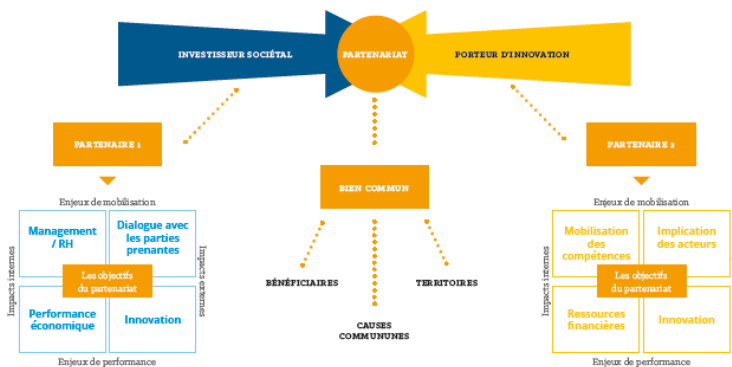 INVESTISSEUR SOCIÉTAL
PARTENARIAT
PORTEUR D'INNOVATION
PARTENAIRE 1
BIEN COMMUN
PARTENAIRE 2
Enjeux de mobilisation
Impacts internes
Management
/ RH
Dialogue avec
les parties
prenantes
Les objectifs
du partenariat
Performance
économique
Innovation
Impacts externes
Enjeux de performance
BÉNÉFICIAIRES
CAUSES
COMMUNUNES
TERRITOIRES
Enjeux de mobilisation
Impacts internes
Mobilisation
des
compétences
Implication
des acteurs
Les objectifs
du partenariat
Ressources
financières
Innovation
Enjeux de performance